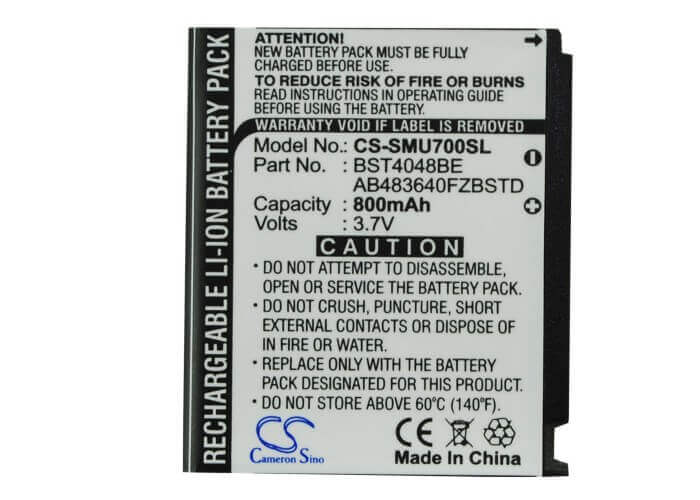 RECHARGEABLE LI-ION BATTERY PACK
ATTENTION:
NEW BATTERY PACK MUST BE FULLY
CHARGED BEFORE INITIAL USE.
TO REDUCE RISK OF FIRE OR BURNS
READ INSTRUCTIONS IN OPERATING GUIDE
BEFORE USING THE BATTERY.
WARRANTY VOID IF LABEL IS REMOVED
Model No.: CS-SMU700SL
Part No.: BST4048BE
AB483640FZBSTD
Capacity : 800mAh
Volts : 3.7V
CAUTION
• DO NOT ATTEMPT TO DISASSEMBLE,
OPEN OR SERVICE THE BATTERY PACK.
• DO NOT CRUSH, PUNCTURE, SHORT
EXTERNAL CONTACTS OR DISPOSE OF
IN FIRE OR WATER.
• REPLACE ONLY WITH THE BATTERY
PACK DESIGNATED FOR THIS PRODUCT.
• DO NOT STORE ABOVE 60°C (140°F).
CS
Cameron Sino
CE
Made In China